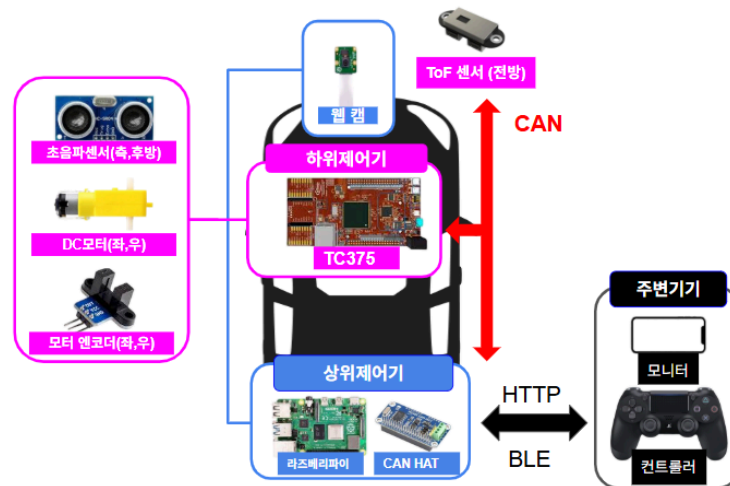 웹 캠
ToF 센서 (전방)
CAN
초음파센서(측,후방)
DC모터(좌,우)
모터 엔코더(좌,우)
하위제어기
TC375
상위제어기
라즈베리파이
CAN HAT
HTTP
BLE
주변기기
모니터
컨트롤러